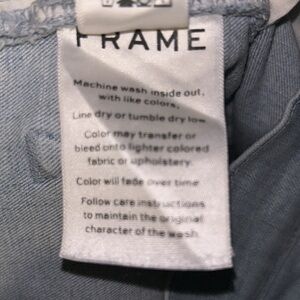 FRAME
Machine wash inside out,
with like colors,
Line dry or tumble dry low
Color may transfer or
bleed onto lighter colored
fabric or upholstery.
Color will fade over time
Follow care instructions
to maintain the original
character of the wash.